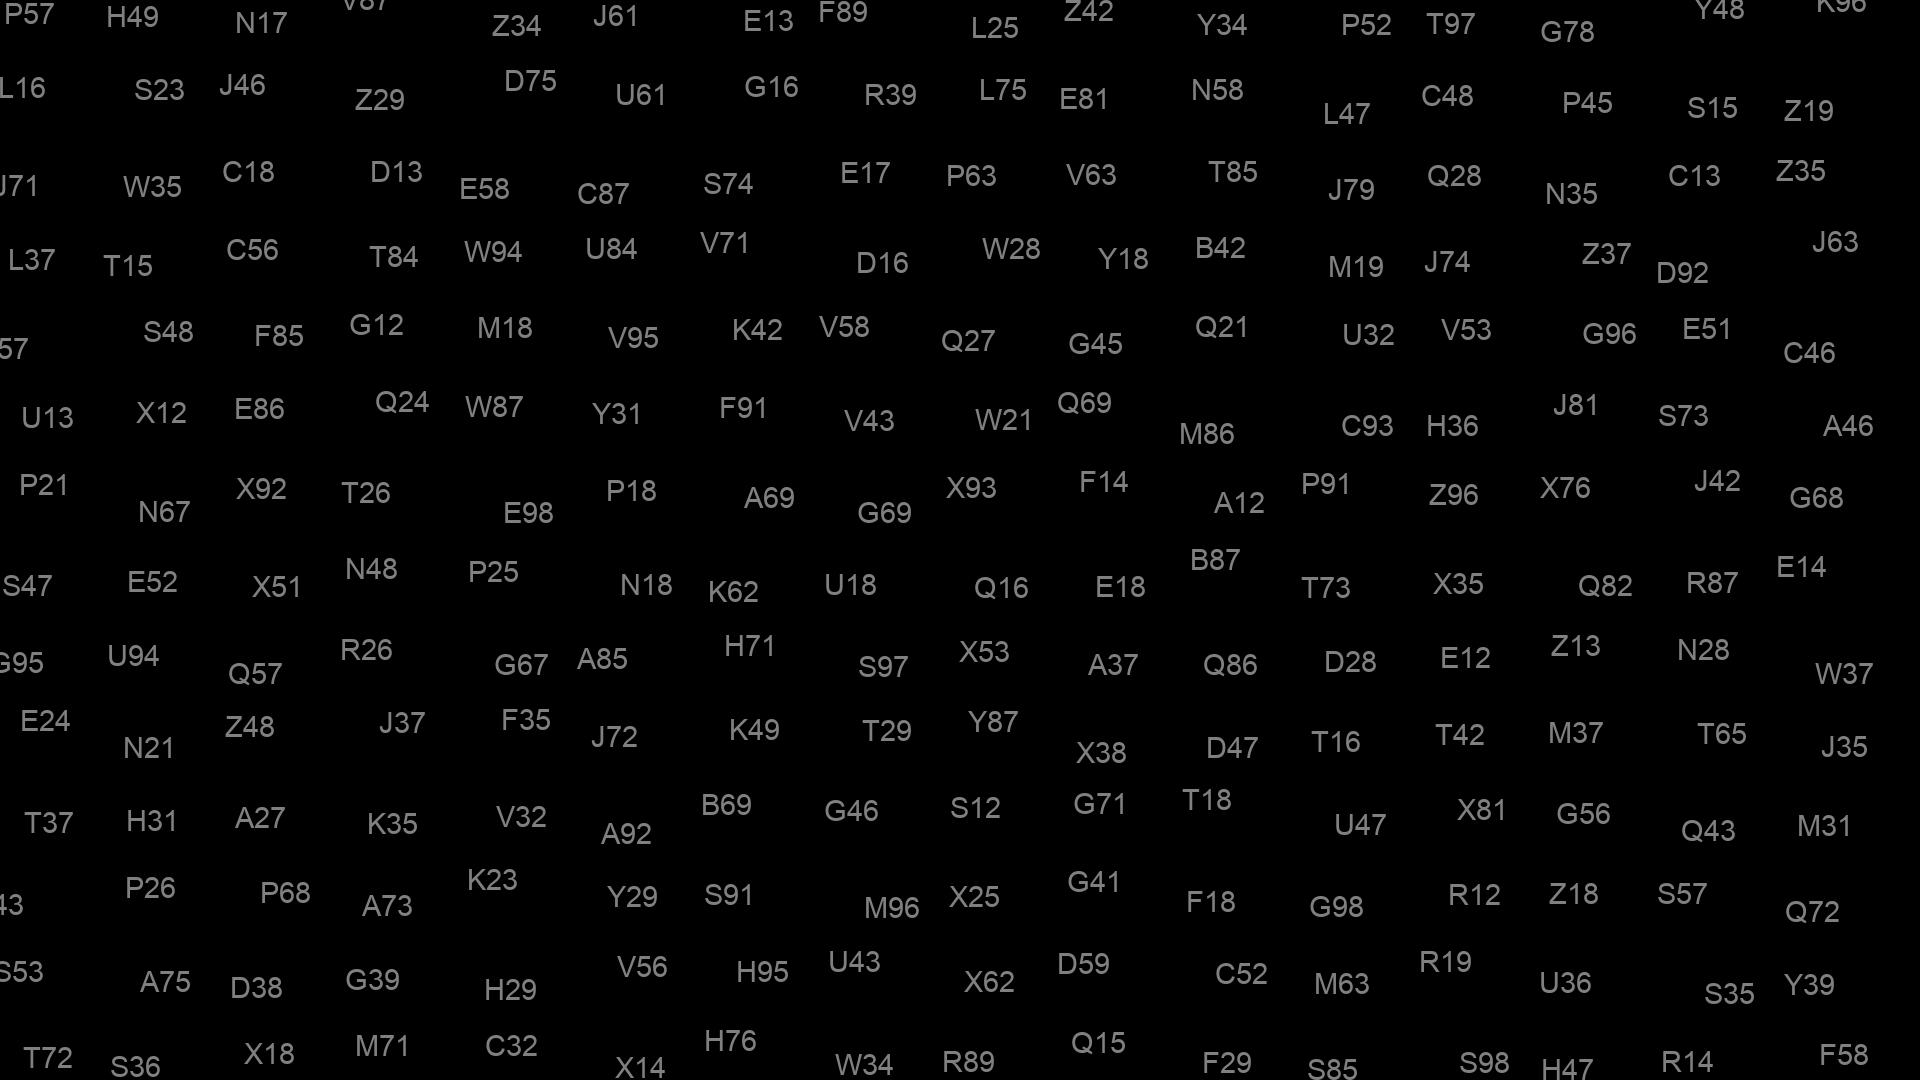 P57 H49 N17 V87 Z34 J61 E13 F89 L25 Z42 Y34 P52 T97 G78 Y48 K96
L16 S23 J46 Z29 D75 U61 G16 R39 L75 E81 N58 L47 C48 P45 S15 Z19
J71 W35 C18 D13 E58 C87 S74 E17 P63 V63 T85 J79 Q28 N35 C13 Z35
L37 T15 C56 T84 W94 U84 V71 D16 W28 Y18 B42 M19 J74 Z37 D92 J63
57 S48 F85 G12 M18 V95 K42 V58 Q27 G45 Q21 U32 V53 G96 E51 C46
U13 X12 E86 Q24 W87 Y31 F91 V43 W21 Q69 M86 C93 H36 J81 S73 A46
P21 N67 X92 T26 E98 P18 A69 G69 X93 F14 A12 P91 Z96 X76 J42 G68
S47 E52 X51 N48 P25 N18 K62 U18 Q16 E18 B87 T73 X35 Q82 R87 E14
G95 U94 Q57 R26 G67 A85 H71 S97 X53 A37 Q86 D28 E12 Z13 N28 W37
E24 N21 Z48 J37 F35 J72 K49 T29 Y87 X38 D47 T16 T42 M37 T65 J35
T37 H31 A27 K35 V32 A92 B69 G46 S12 G71 T18 U47 X81 G56 Q43 M31
43 P26 P68 A73 K23 Y29 S91 M96 X25 G41 F18 G98 R12 Z18 S57 Q72
S53 A75 D38 G39 H29 V56 H95 U43 X62 D59 C52 M63 R19 U36 S35 Y39
T72 S36 X18 M71 C32 X14 H76 W34 R89 Q15 F29 S85 S98 H47 R14 F58